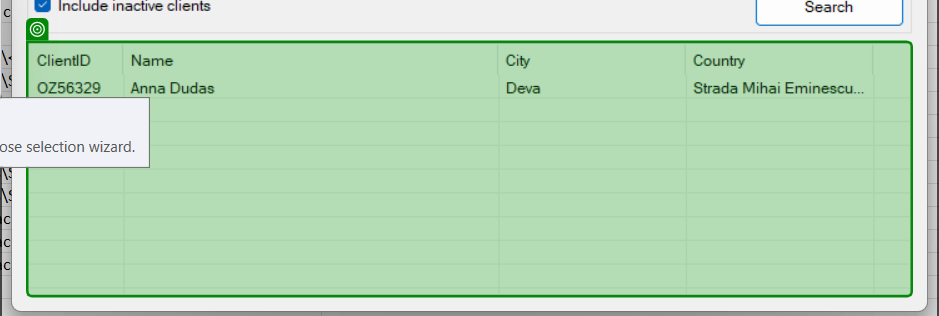 Include inactive clients
Search
ClientID Name City Country
OZ56329 Anna Dudas Deva Strada Mihai Eminescu...
ose selection wizard.